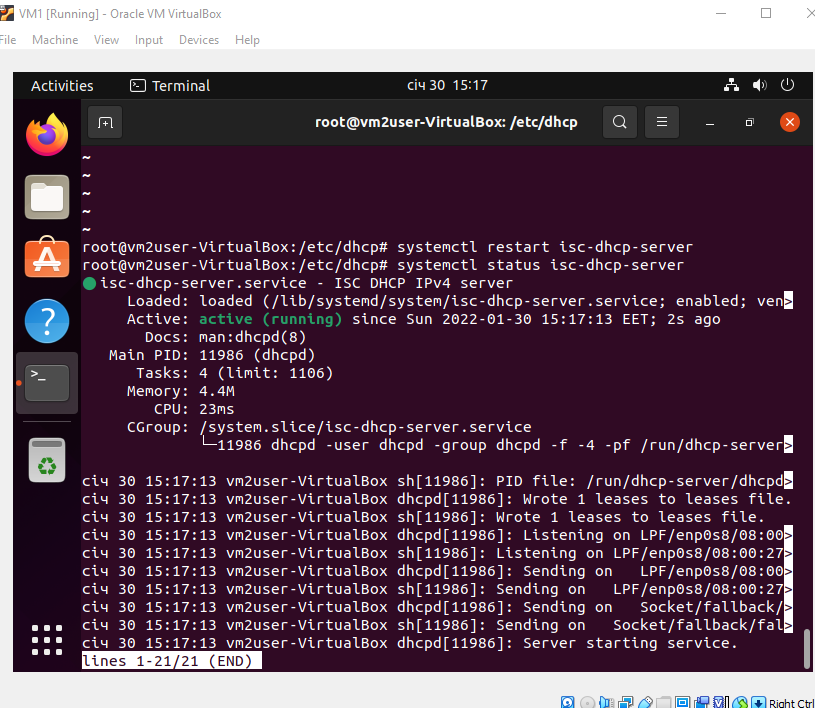 VM1 [Running] - Oracle VM VirtualBox
File Machine View Input Devices Help
Activities Terminal січ 30 15:17
root@vm2user-VirtualBox: /etc/dhcp
~
~
~
~
~
root@vm2user-VirtualBox:/etc/dhcp# systemctl restart isc-dhcp-server
root@vm2user-VirtualBox:/etc/dhcp# systemctl status isc-dhcp-server
● isc-dhcp-server.service - ISC DHCP IPv4 server
Loaded: loaded (/lib/systemd/system/isc-dhcp-server.service; enabled; ven>
Active: active (running) since Sun 2022-01-30 15:17:13 EET; 2s ago
Docs: man:dhcpd(8)
Main PID: 11986 (dhcpd)
Tasks: 4 (limit: 1106)
Memory: 4.4M
CPU: 23ms
CGroup: /system.slice/isc-dhcp-server.service
└─11986 dhcpd -user dhcpd -group dhcpd -f -4 -pf /run/dhcp-server>
січ 30 15:17:13 vm2user-VirtualBox sh[11986]: PID file: /run/dhcp-server/dhcpd>
січ 30 15:17:13 vm2user-VirtualBox dhcpd[11986]: Wrote 1 leases to leases file.
січ 30 15:17:13 vm2user-VirtualBox sh[11986]: Wrote 1 leases to leases file.
січ 30 15:17:13 vm2user-VirtualBox dhcpd[11986]: Listening on LPF/enp0s8/08:00>
січ 30 15:17:13 vm2user-VirtualBox sh[11986]: Listening on LPF/enp0s8/08:00:27>
січ 30 15:17:13 vm2user-VirtualBox dhcpd[11986]: Sending on   LPF/enp0s8/08:00>
січ 30 15:17:13 vm2user-VirtualBox sh[11986]: Sending on   LPF/enp0s8/08:00:27>
січ 30 15:17:13 vm2user-VirtualBox dhcpd[11986]: Sending on   Socket/fallback/>
січ 30 15:17:13 vm2user-VirtualBox sh[11986]: Sending on   Socket/fallback/fal>
січ 30 15:17:13 vm2user-VirtualBox dhcpd[11986]: Server starting service.
lines 1-21/21 (END)
Right Ctrl